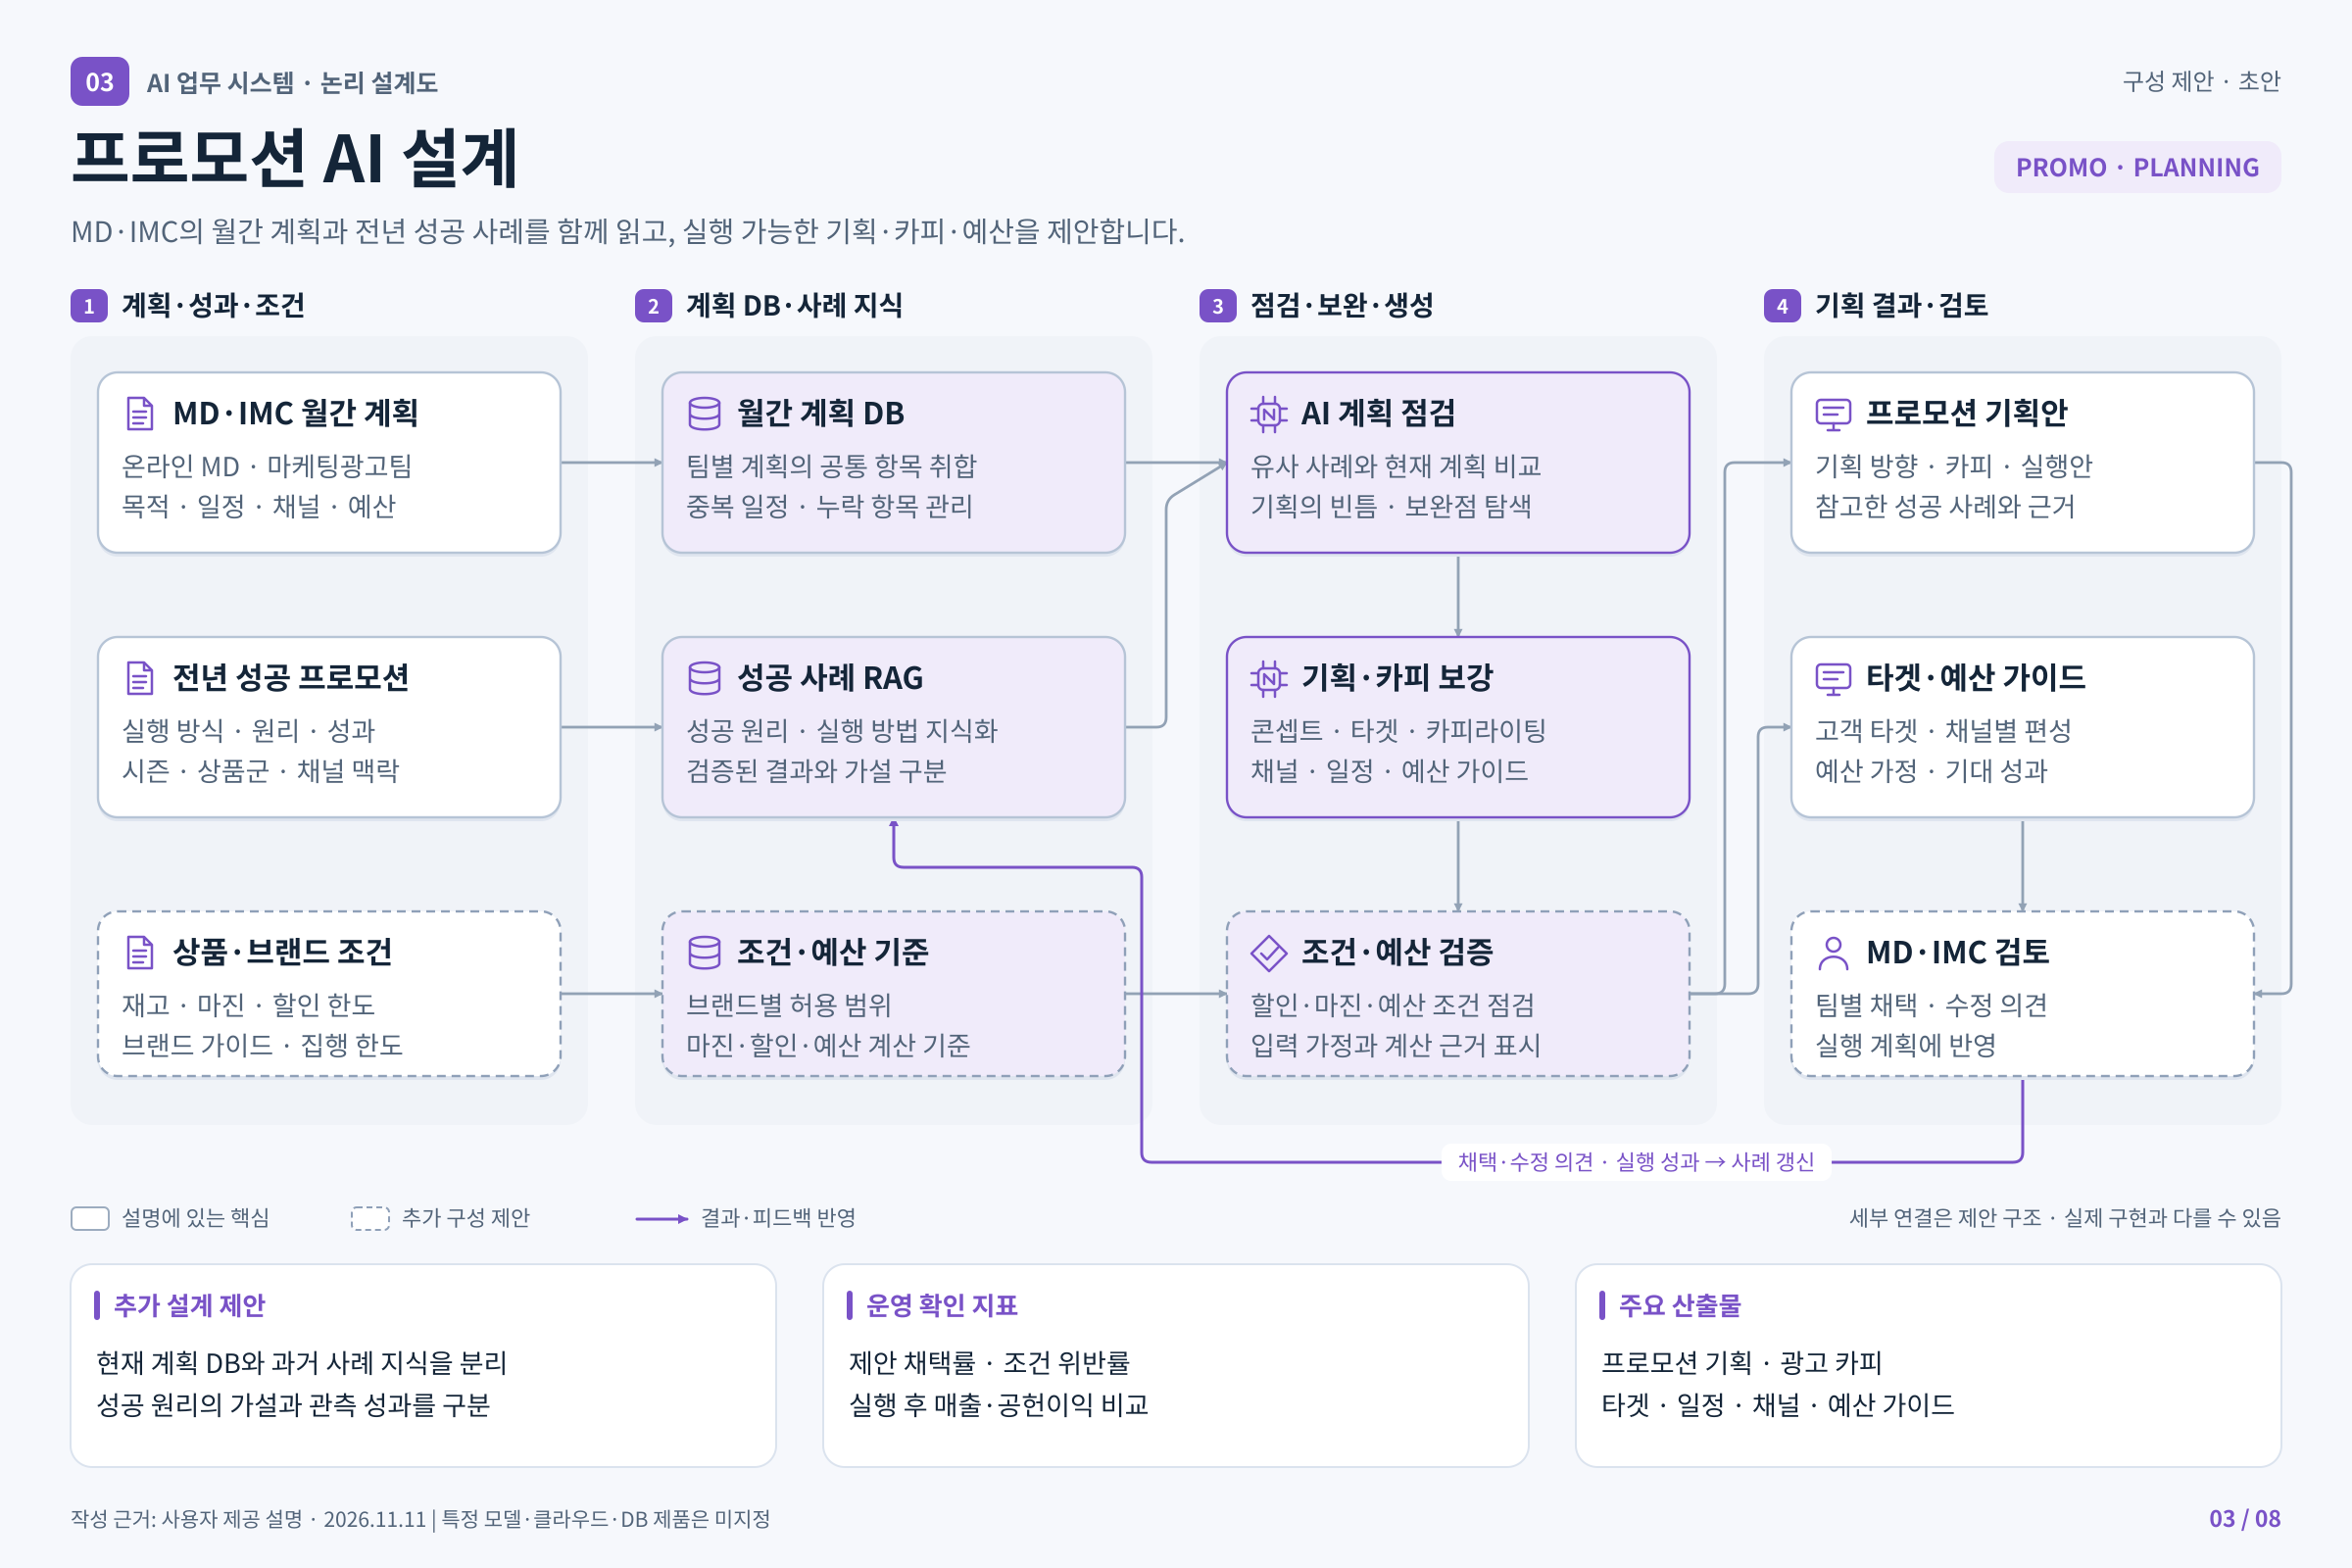 03 AI 업무 시스템 · 논리 설계도
구성 제안 · 초안
프로모션 AI 설계
PROMO · PLANNING
MD·IMC의 월간 계획과 전년 성공 사례를 함께 읽고, 실행 가능한 기획·카피·예산을 제안합니다.
1 계획·성과·조건
MD·IMC 월간 계획
온라인 MD · 마케팅광고팀
목적 · 일정 · 채널 · 예산
전년 성공 프로모션
실행 방식 · 원리 · 성과
시즌 · 상품군 · 채널 맥락
상품·브랜드 조건
재고 · 마진 · 할인 한도
브랜드 가이드 · 집행 한도
2 계획 DB·사례 지식
월간 계획 DB
팀별 계획의 공통 항목 취합
중복 일정 · 누락 항목 관리
성공 사례 RAG
성공 원리 · 실행 방법 지식화
검증된 결과와 가설 구분
조건·예산 기준
브랜드별 허용 범위
마진·할인·예산 계산 기준
3 점검·보완·생성
AI 계획 점검
유사 사례와 현재 계획 비교
기획의 빈틈 · 보완점 탐색
기획·카피 보강
콘셉트 · 타겟 · 카피라이팅
채널 · 일정 · 예산 가이드
조건·예산 검증
할인·마진·예산 조건 점검
입력 가정과 계산 근거 표시
4 기획 결과·검토
프로모션 기획안
기획 방향 · 카피 · 실행안
참고한 성공 사례와 근거
타겟·예산 가이드
고객 타겟 · 채널별 편성
예산 가정 · 기대 성과
MD·IMC 검토
팀별 채택 · 수정 의견
실행 계획에 반영
채택·수정 의견 · 실행 성과 → 사례 갱신
설명에 있는 핵심
추가 구성 제안
결과·피드백 반영
세부 연결은 제안 구조 · 실제 구현과 다를 수 있음
추가 설계 제안
현재 계획 DB와 과거 사례 지식을 분리
성공 원리의 가설과 관측 성과를 구분
운영 확인 지표
제안 채택률 · 조건 위반률
실행 후 매출·공헌이익 비교
주요 산출물
프로모션 기획 · 광고 카피
타겟 · 일정 · 채널 · 예산 가이드
작성 근거: 사용자 제공 설명 · 2026.11.11 | 특정 모델·클라우드·DB 제품은 미지정
03 / 08